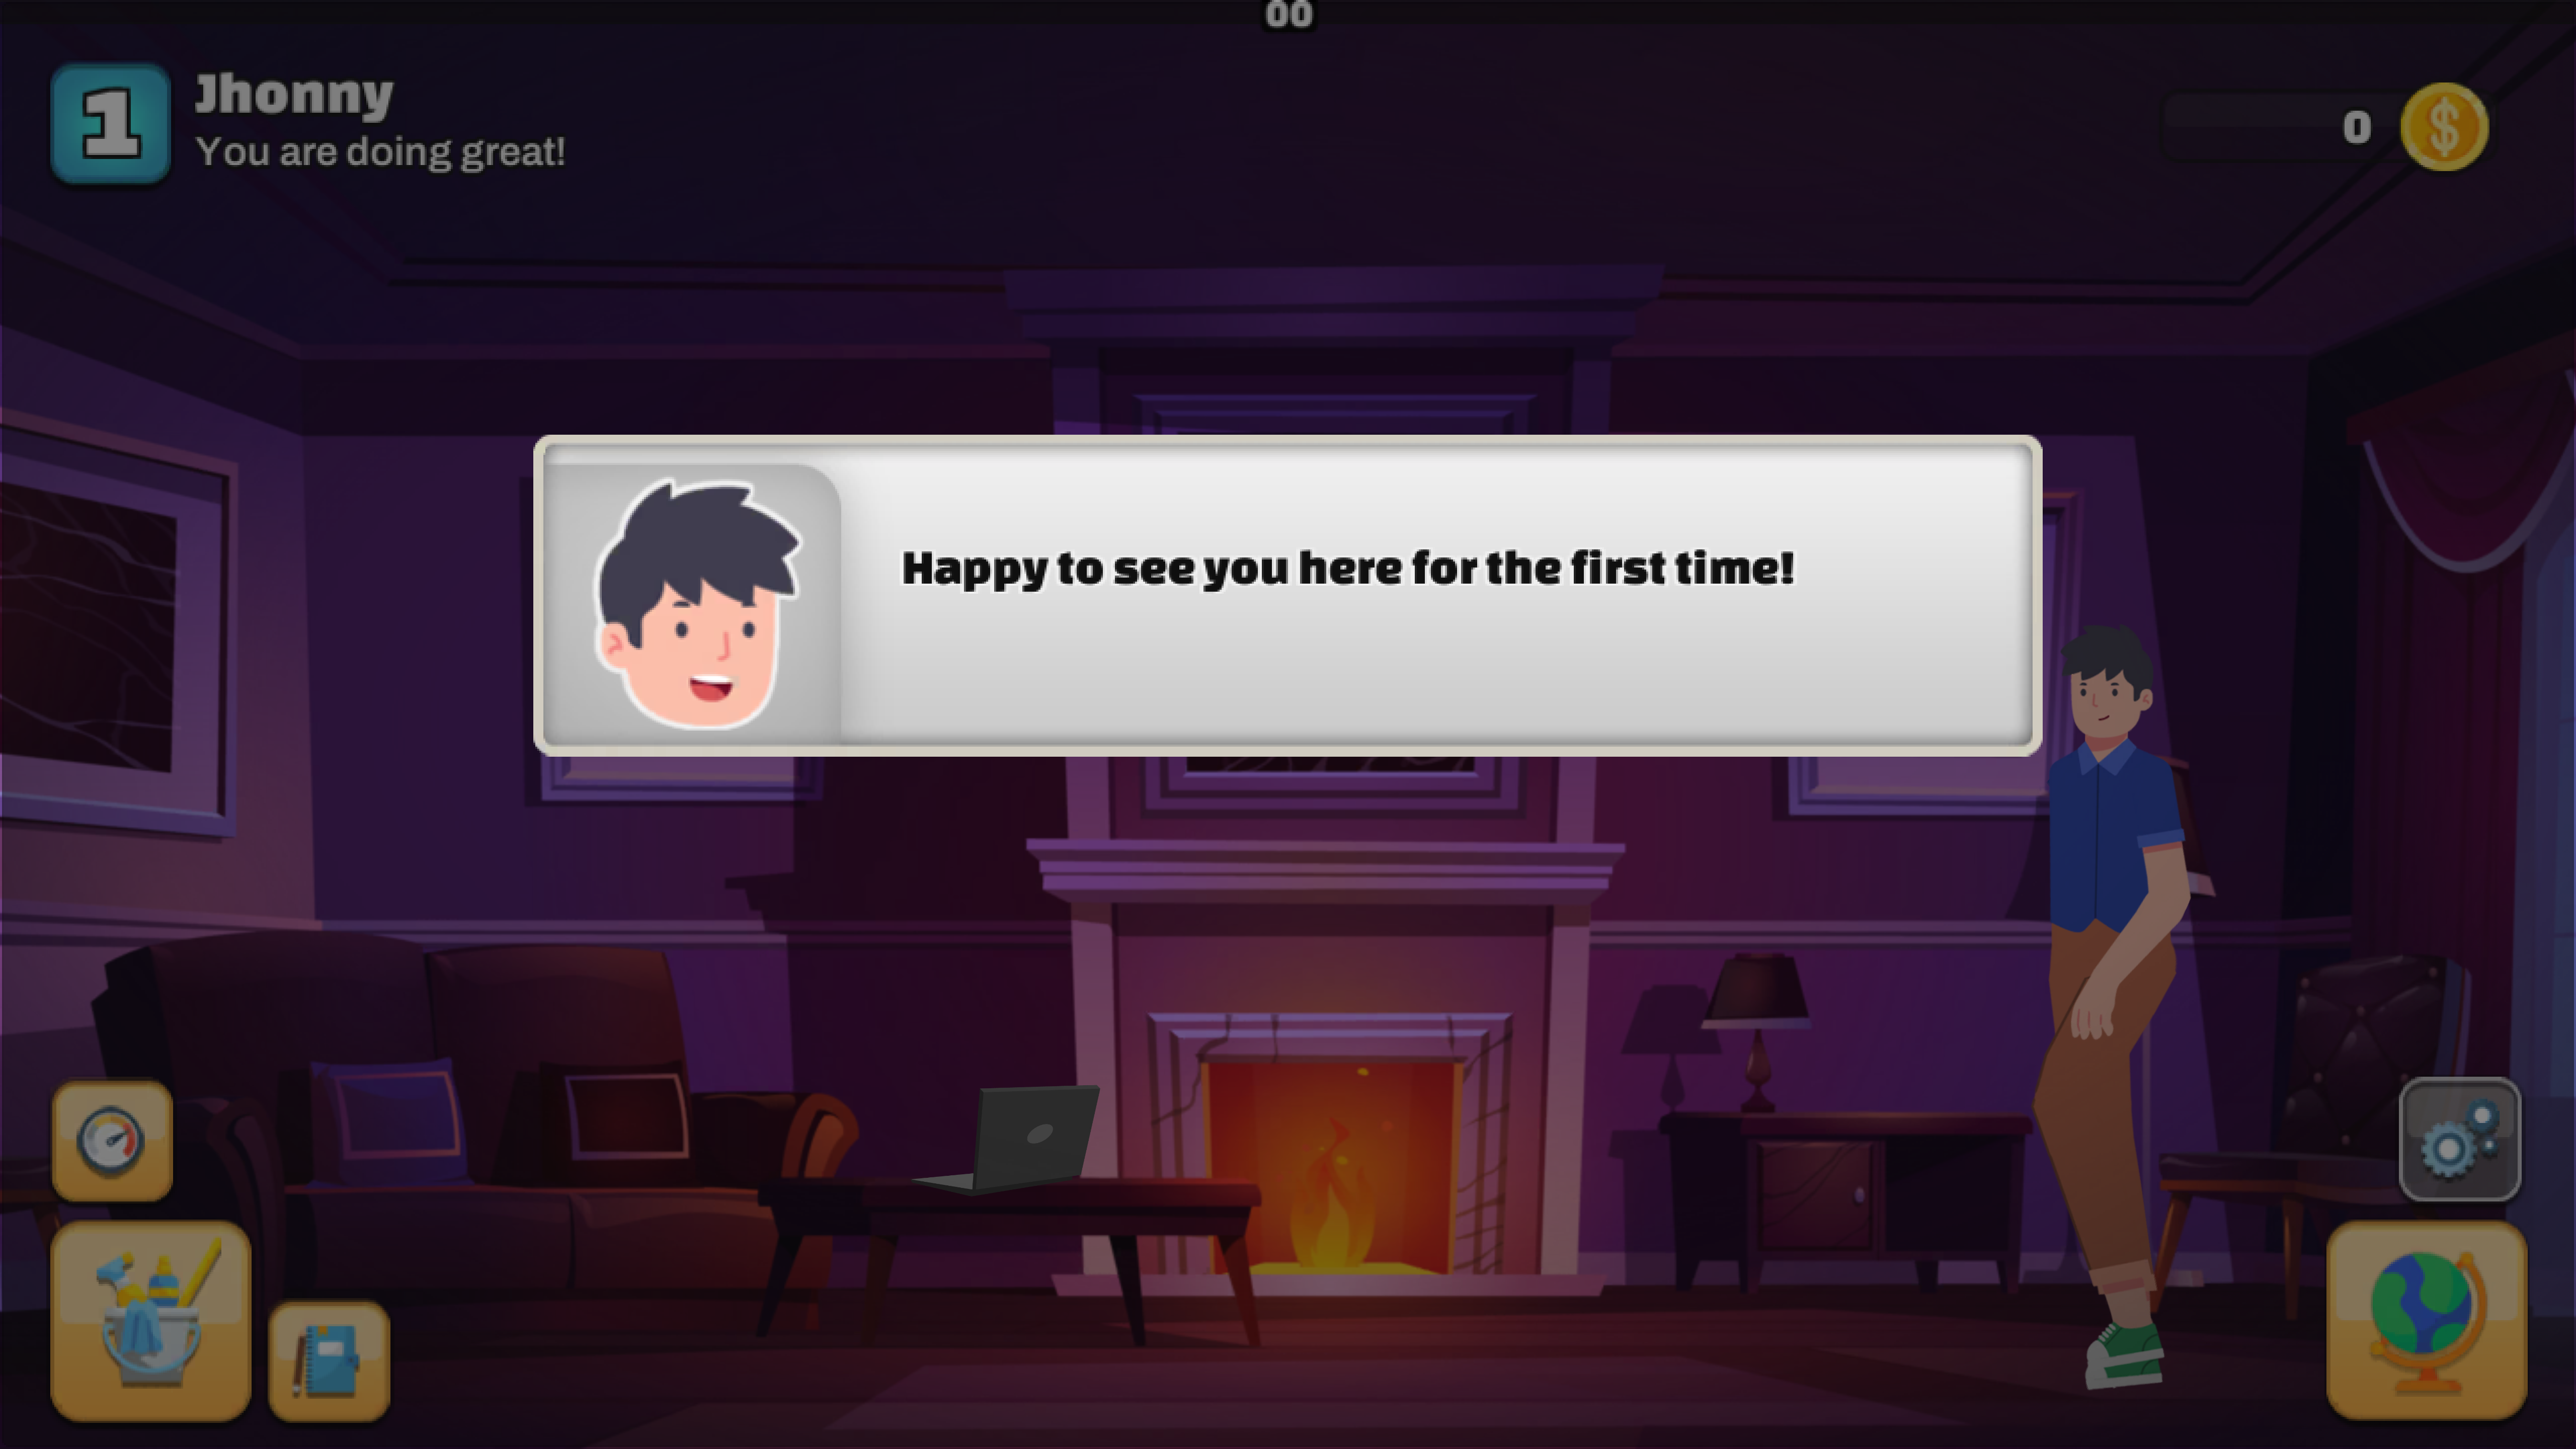 00
1
Jhonny
You are doing great!
0
$
Happy to see you here for the first time!